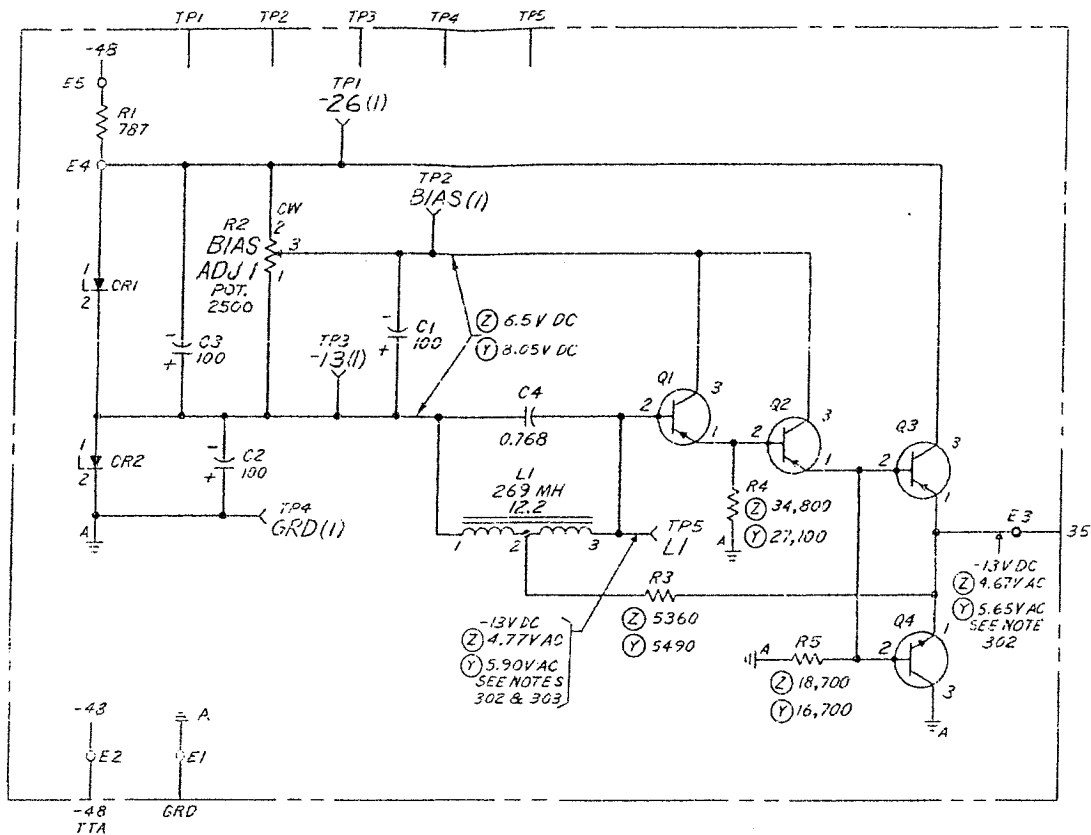 TP1 TP2 TP3 TP4 TP5
-48
E5
R1
787
E4
TP1
-26(1)
TP2
BIAS(1)
CW
2
R2
BIAS
ADJ 1
POT.
2500
3
1
1
2
CR1
C3
100
- +
TP3
-13(1)
C1
100
- +
Z 6.5V DC
Y 8.05V DC
C4
0.768
Q1
2
3
1
Q2
2
3
1
Q3
2
3
1
1
2
CR2
C2
100
- +
A
TP4
GRD(1)
L1
269 MH
12.2
1 2 3
TP5
L1
R4
Z 34,800
Y 27,100
A
E3
35
-13V DC
Z 4.67V AC
Y 5.65V AC
SEE NOTE
302
R3
Z 5360
Y 5490
-13V DC
Z 4.77V AC
Y 5.90V AC
SEE NOTES
302 & 303
Q4
1
2
3
A
A
R5
Z 18,700
Y 16,700
-48
E2
-48
TTA
A
E1
GRD